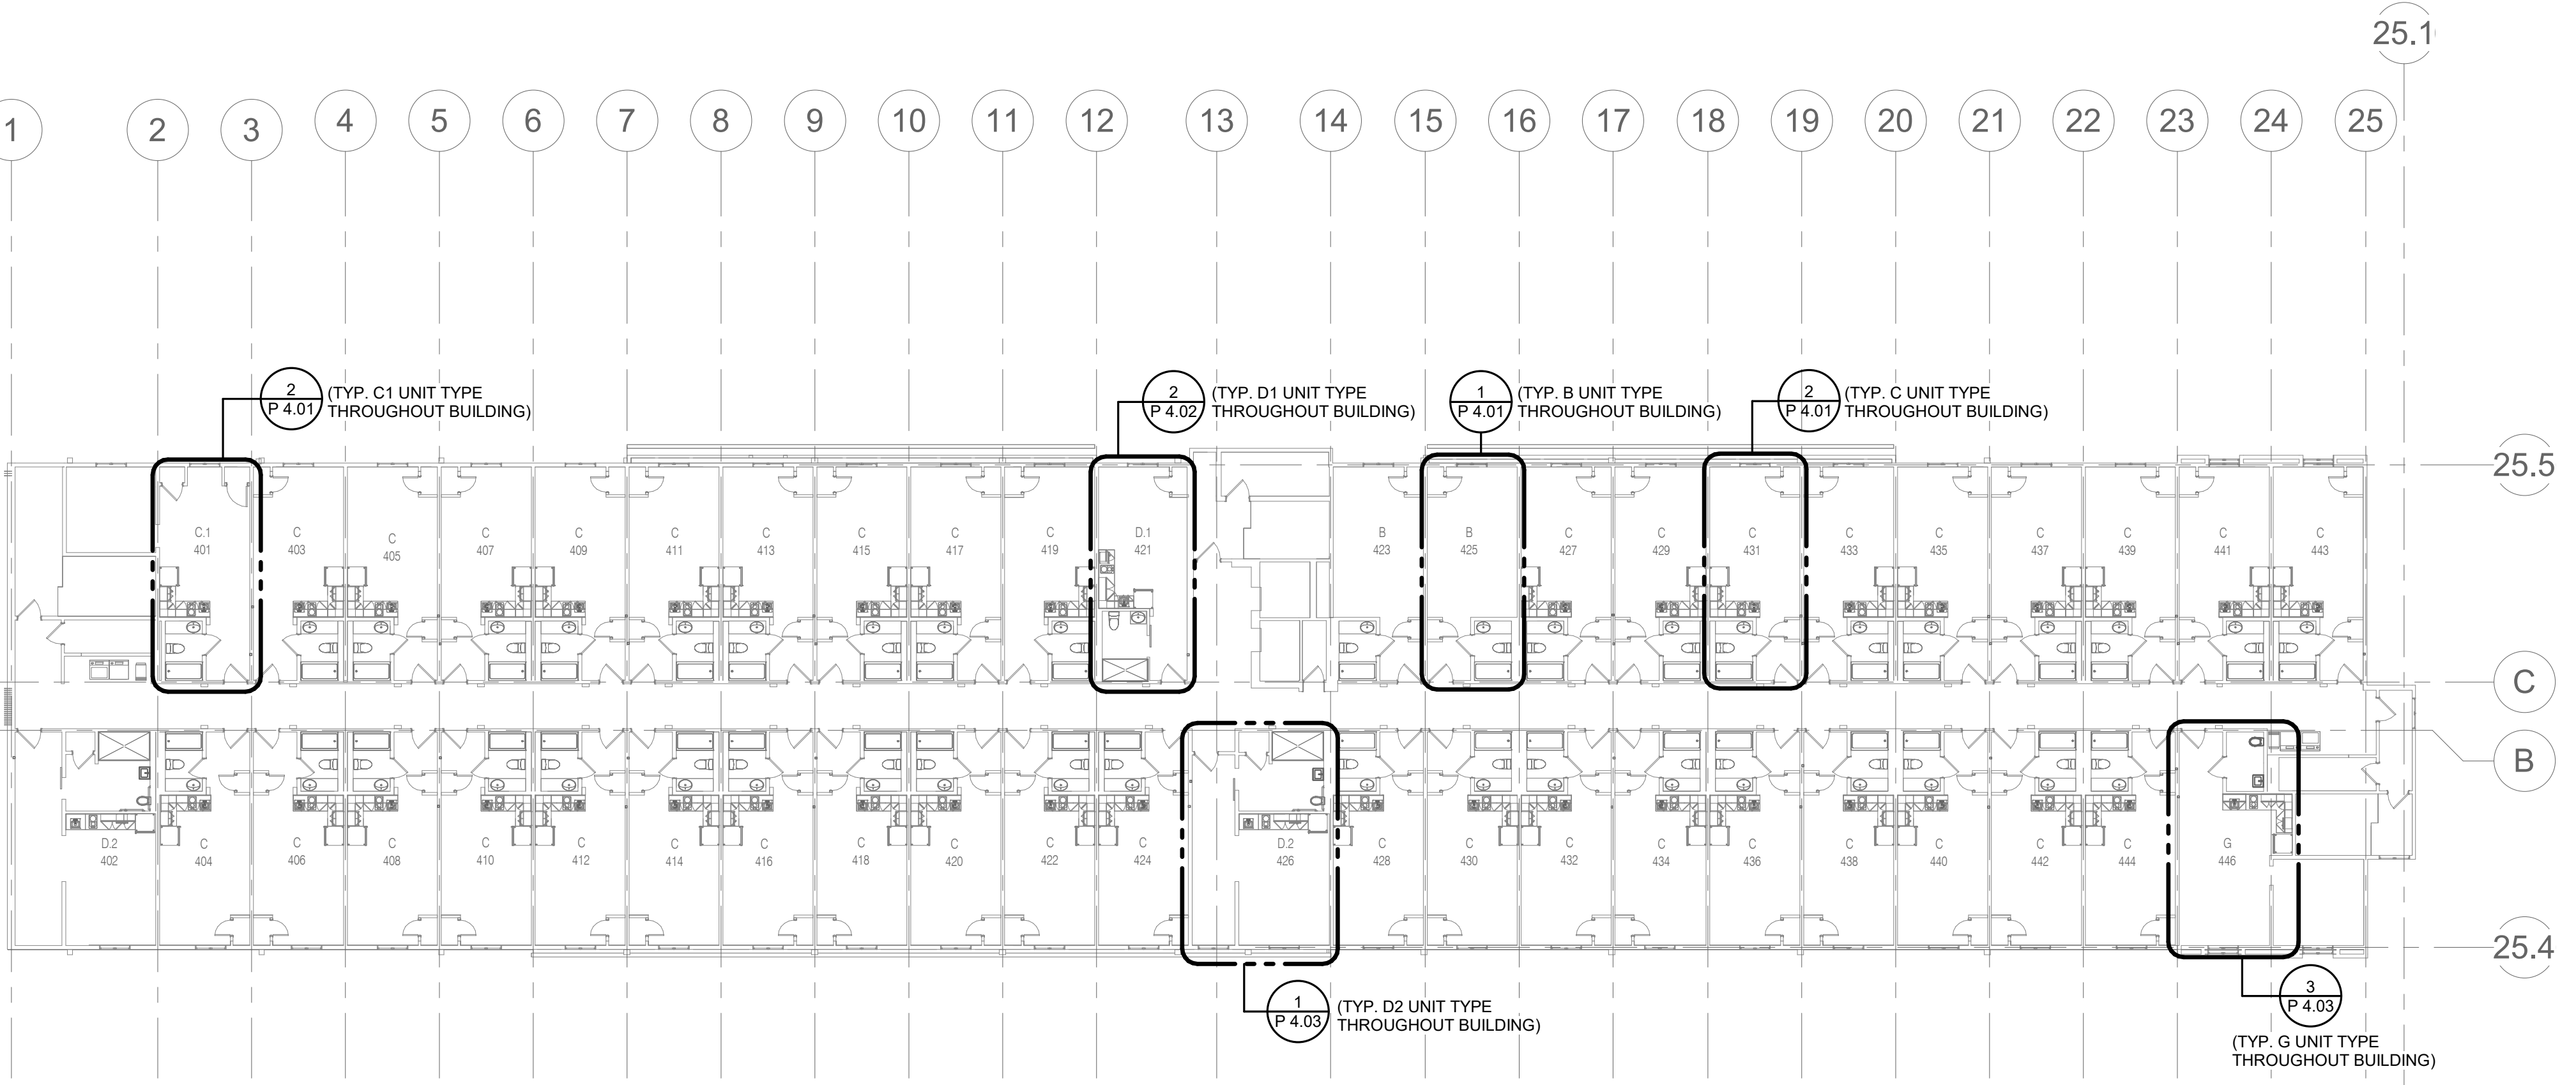 25.1
1
2
3
4
5
6
7
8
9
10
11
12
13
14
15
16
17
18
19
20
21
22
23
24
25
2
P 4.01
(TYP. C1 UNIT TYPE
THROUGHOUT BUILDING)
2
P 4.02
(TYP. D1 UNIT TYPE
THROUGHOUT BUILDING)
1
P 4.01
(TYP. B UNIT TYPE
THROUGHOUT BUILDING)
2
P 4.01
(TYP. C UNIT TYPE
THROUGHOUT BUILDING)
25.5
C.1
401
C
403
C
405
C
407
C
409
C
411
C
413
C
415
C
417
C
419
D.1
421
B
423
B
425
C
427
C
429
C
431
C
433
C
435
C
437
C
439
C
441
C
443
C
B
D.2
402
C
404
C
406
C
408
C
410
C
412
C
414
C
416
C
418
C
420
C
422
C
424
D.2
426
C
428
C
430
C
432
C
434
C
436
C
438
C
440
C
442
C
444
G
446
25.4
1
P 4.03
(TYP. D2 UNIT TYPE
THROUGHOUT BUILDING)
3
P 4.03
(TYP. G UNIT TYPE
THROUGHOUT BUILDING)